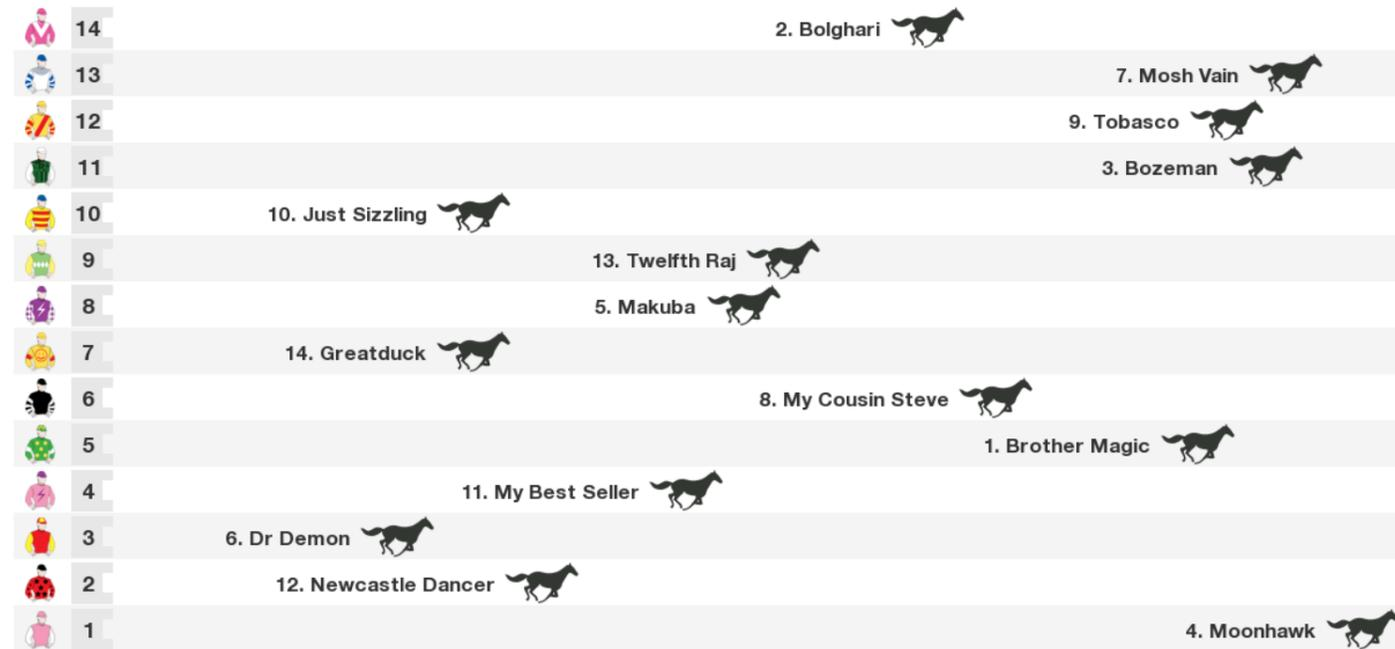 14 2. Bolghari
13 7. Mosh Vain
12 9. Tobasco
11 3. Bozeman
10 10. Just Sizzling
9 13. Twelfth Raj
8 5. Makuba
7 14. Greatduck
6 8. My Cousin Steve
5 1. Brother Magic
4 11. My Best Seller
3 6. Dr Demon
2 12. Newcastle Dancer
1 4. Moonhawk